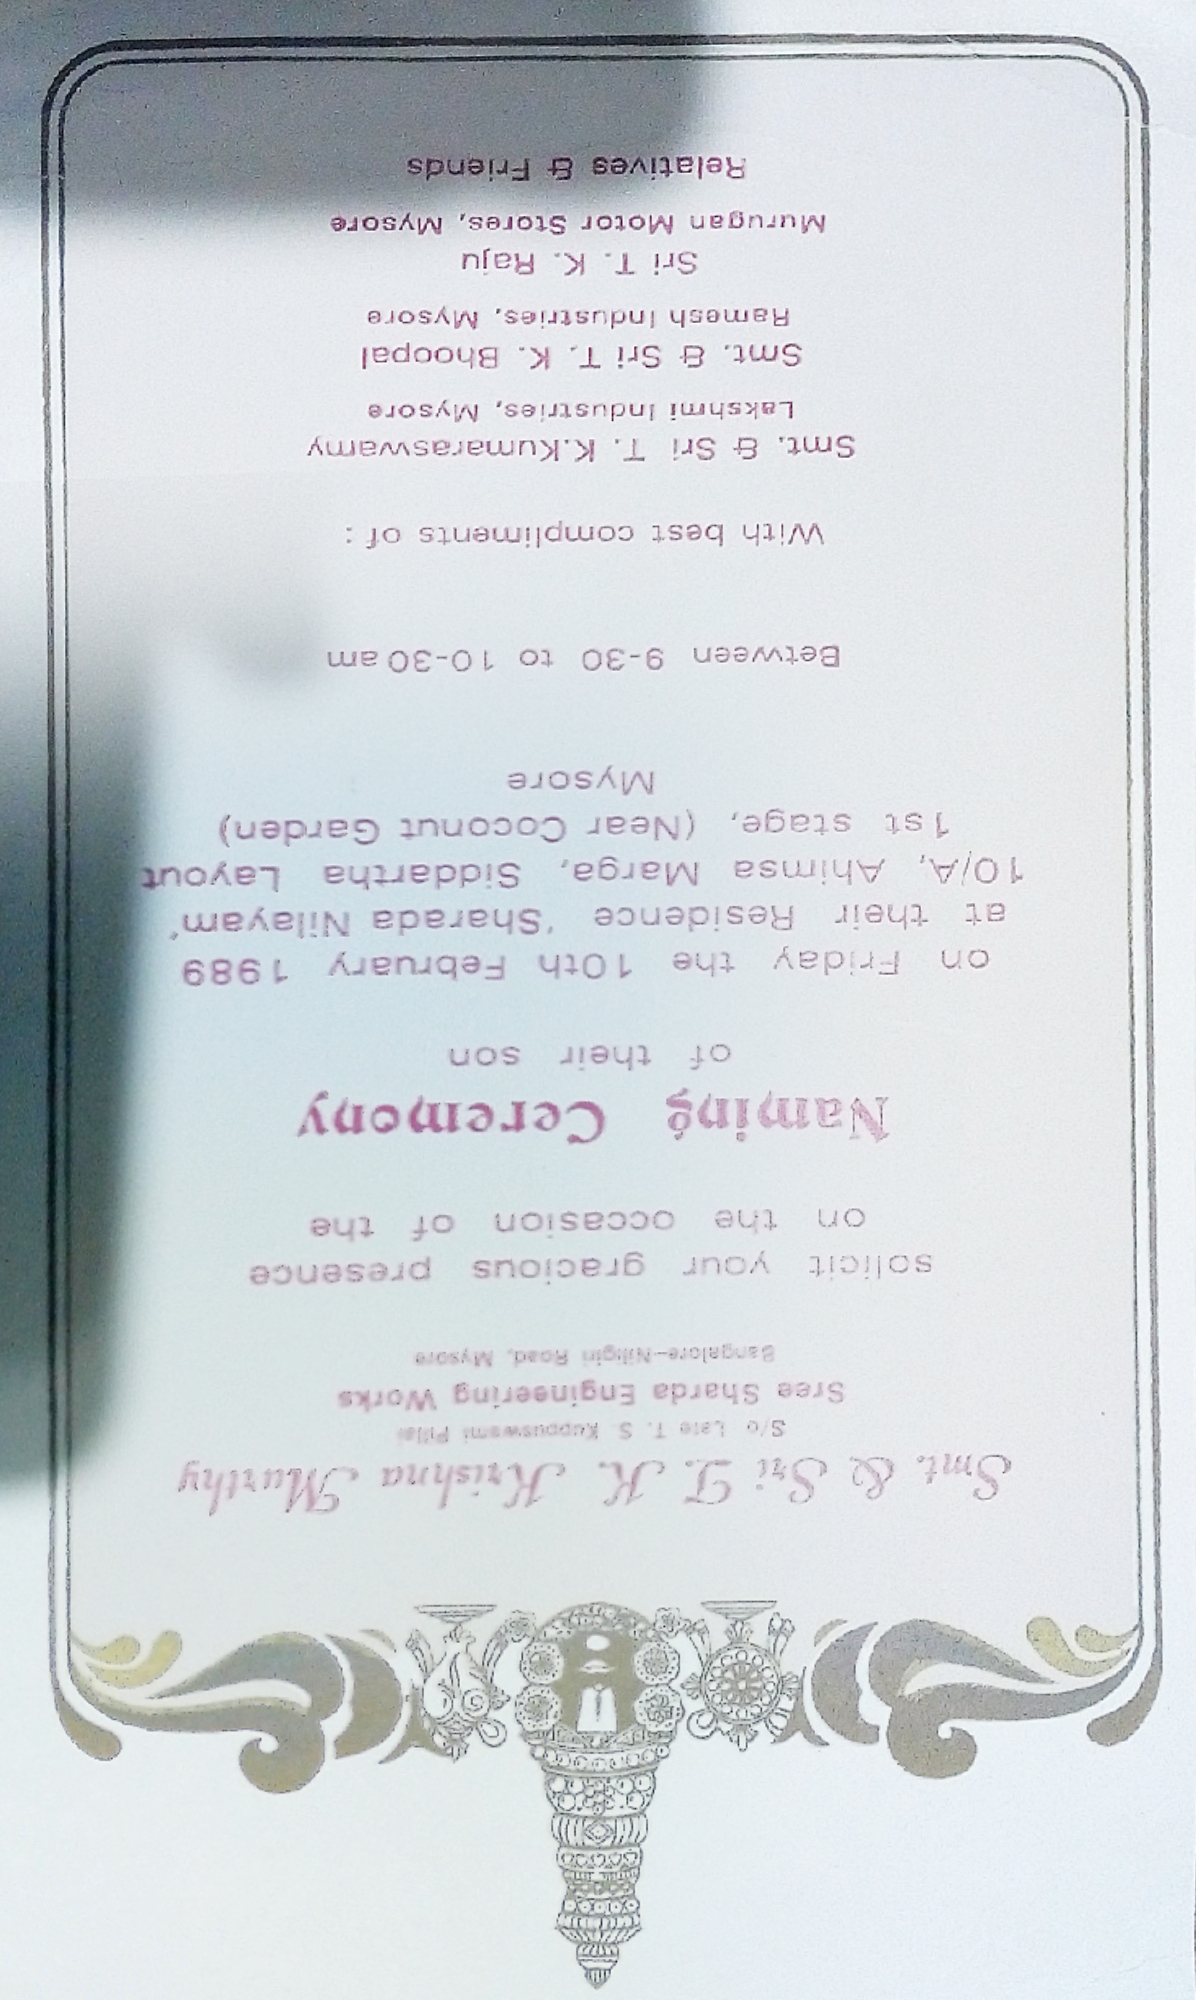 Smt. & Sri T. K. Krishna Murthy
S/o Late T. S. Kuppuswami Pillai
Sree Sharda Engineering Works
Bangalore–Niligiri Road, Mysore
solicit your gracious presence
on the occasion of the
Naming Ceremony
of their son
on Friday the 10th February 1989
at their Residence 'Sharada Nilayam'
10/A, Ahimsa Marga, Siddartha Layout
1st stage, (Near Coconut Garden)
Mysore
Between 9-30 to 10-30 am
With best compliments of :
Smt. & Sri T. K.Kumaraswamy
Lakshmi Industries, Mysore
Smt. & Sri T. K. Bhoopal
Ramesh Industries, Mysore
Sri T. K. Raju
Murugan Motor Stores, Mysore
Relatives & Friends